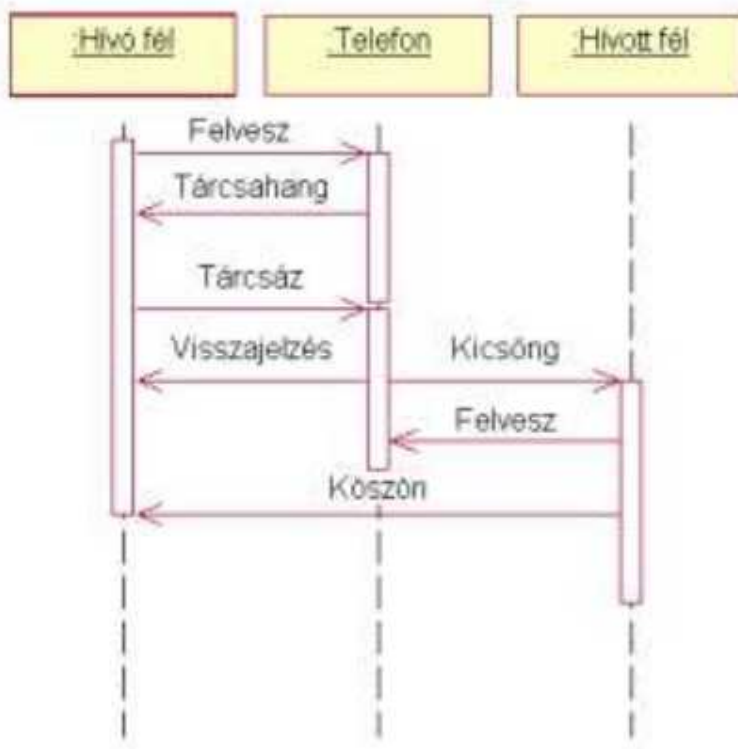 :Hívó fél
:Telefon
:Hívott fél
Felvesz
Tárcsahang
Tárcsáz
Visszajelzés
Kicsöng
Felvesz
Köszön